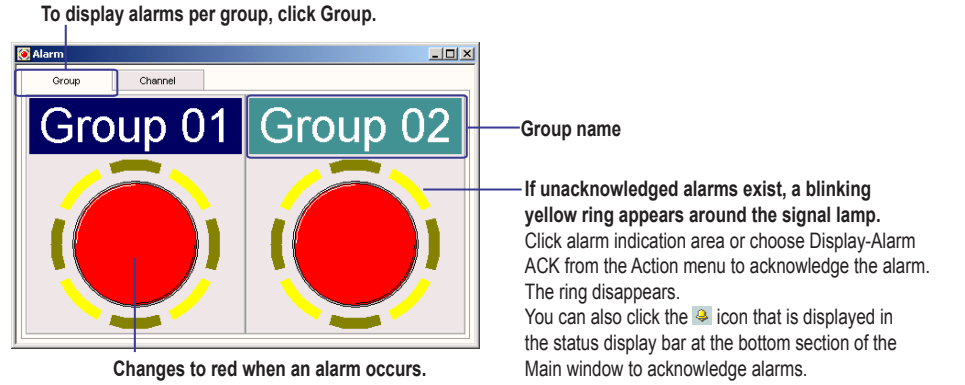 To display alarms per group, click Group.
Alarm
Group
Channel
Group 01
Group 02
Group name
If unacknowledged alarms exist, a blinking
yellow ring appears around the signal lamp.
Click alarm indication area or choose Display-Alarm
ACK from the Action menu to acknowledge the alarm.
The ring disappears.
You can also click the icon that is displayed in
the status display bar at the bottom section of the
Main window to acknowledge alarms.
Changes to red when an alarm occurs.